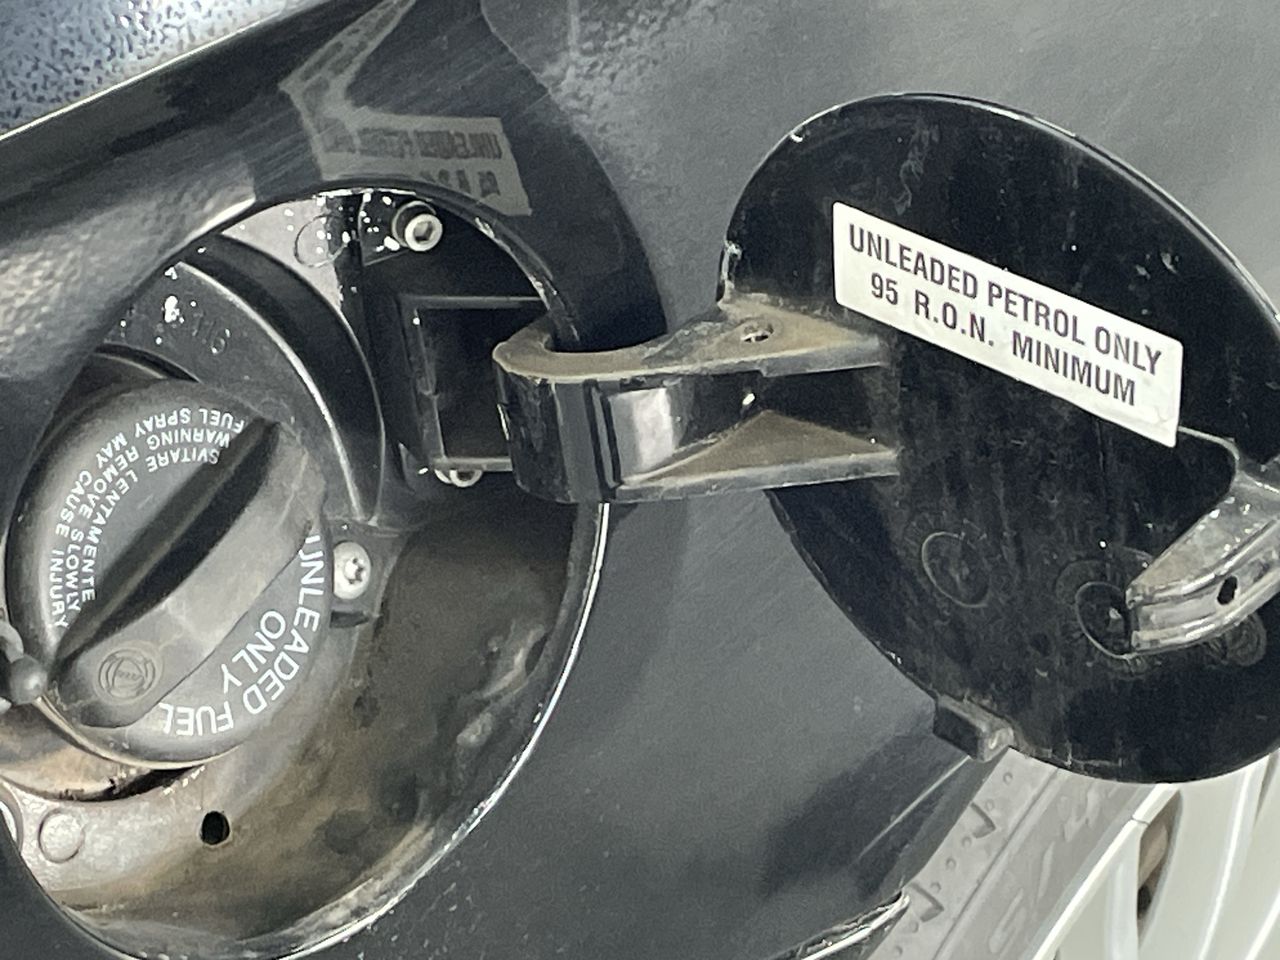 UNLEADED PETROL ONLY
95 R.O.N. MINIMUM
SVITARE LENTAMENTE
WARNING REMOVE SLOWLY
FUEL SPRAY MAY CAUSE INJURY
UNLEADED FUEL
ONLY